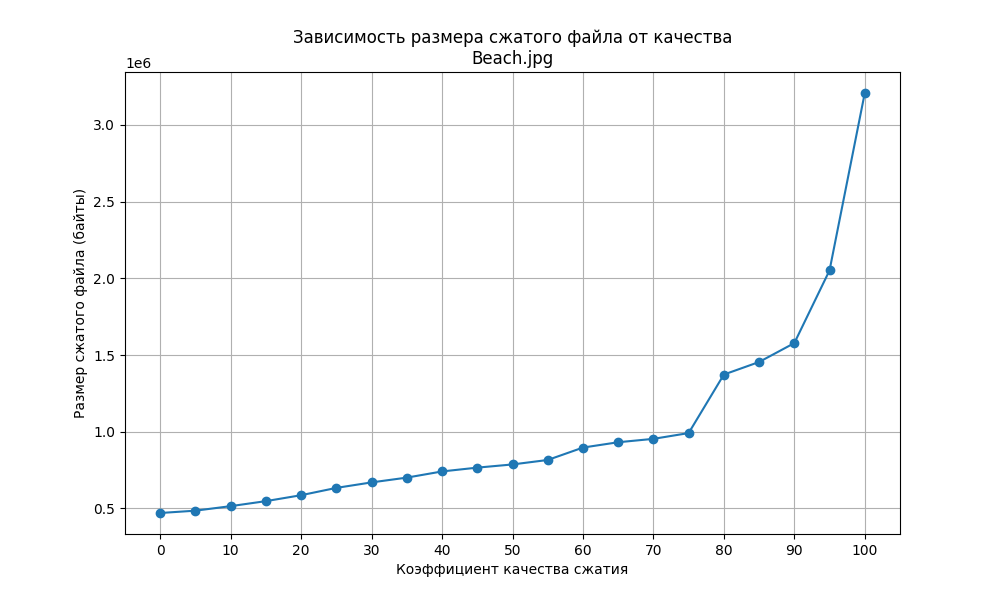 Зависимость размера сжатого файла от качества
Beach.jpg
1e6
3.0
2.5
2.0
1.5
1.0
0.5
Размер сжатого файла (байты)
0 10 20 30 40 50 60 70 80 90 100
Коэффициент качества сжатия